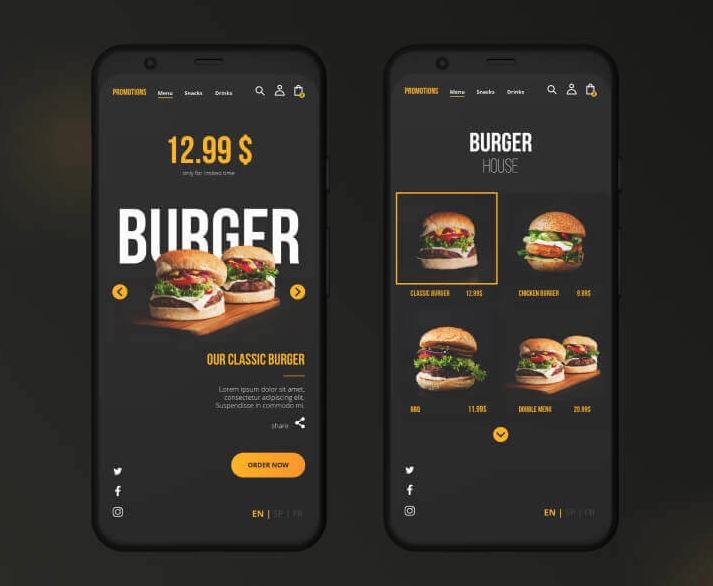 PROMOTIONS Menu Snacks Drinks
12.99 $
only for limited time
BURGER
OUR CLASSIC BURGER
Lorem ipsum dolor sit amet,
consectetur adipiscing elit.
Suspendisse in commodo mi.
share
ORDER NOW
EN | SP | FR
PROMOTIONS Menu Snacks Drinks
BURGER
HOUSE
CLASSIC BURGER 12.99$
CHICKEN BURGER 9.99$
BBQ 11.99$
DOUBLE MENU 20.99$
EN | SP | FR